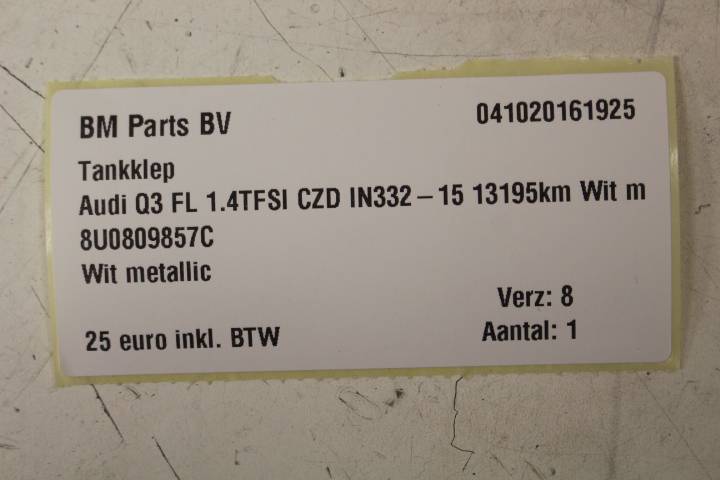 BM Parts BV 041020161925
Tankklep
Audi Q3 FL 1.4TFSI CZD IN332 – 15 13195km Wit m
8U0809857C
Wit metallic
Verz: 8
25 euro inkl. BTW Aantal: 1